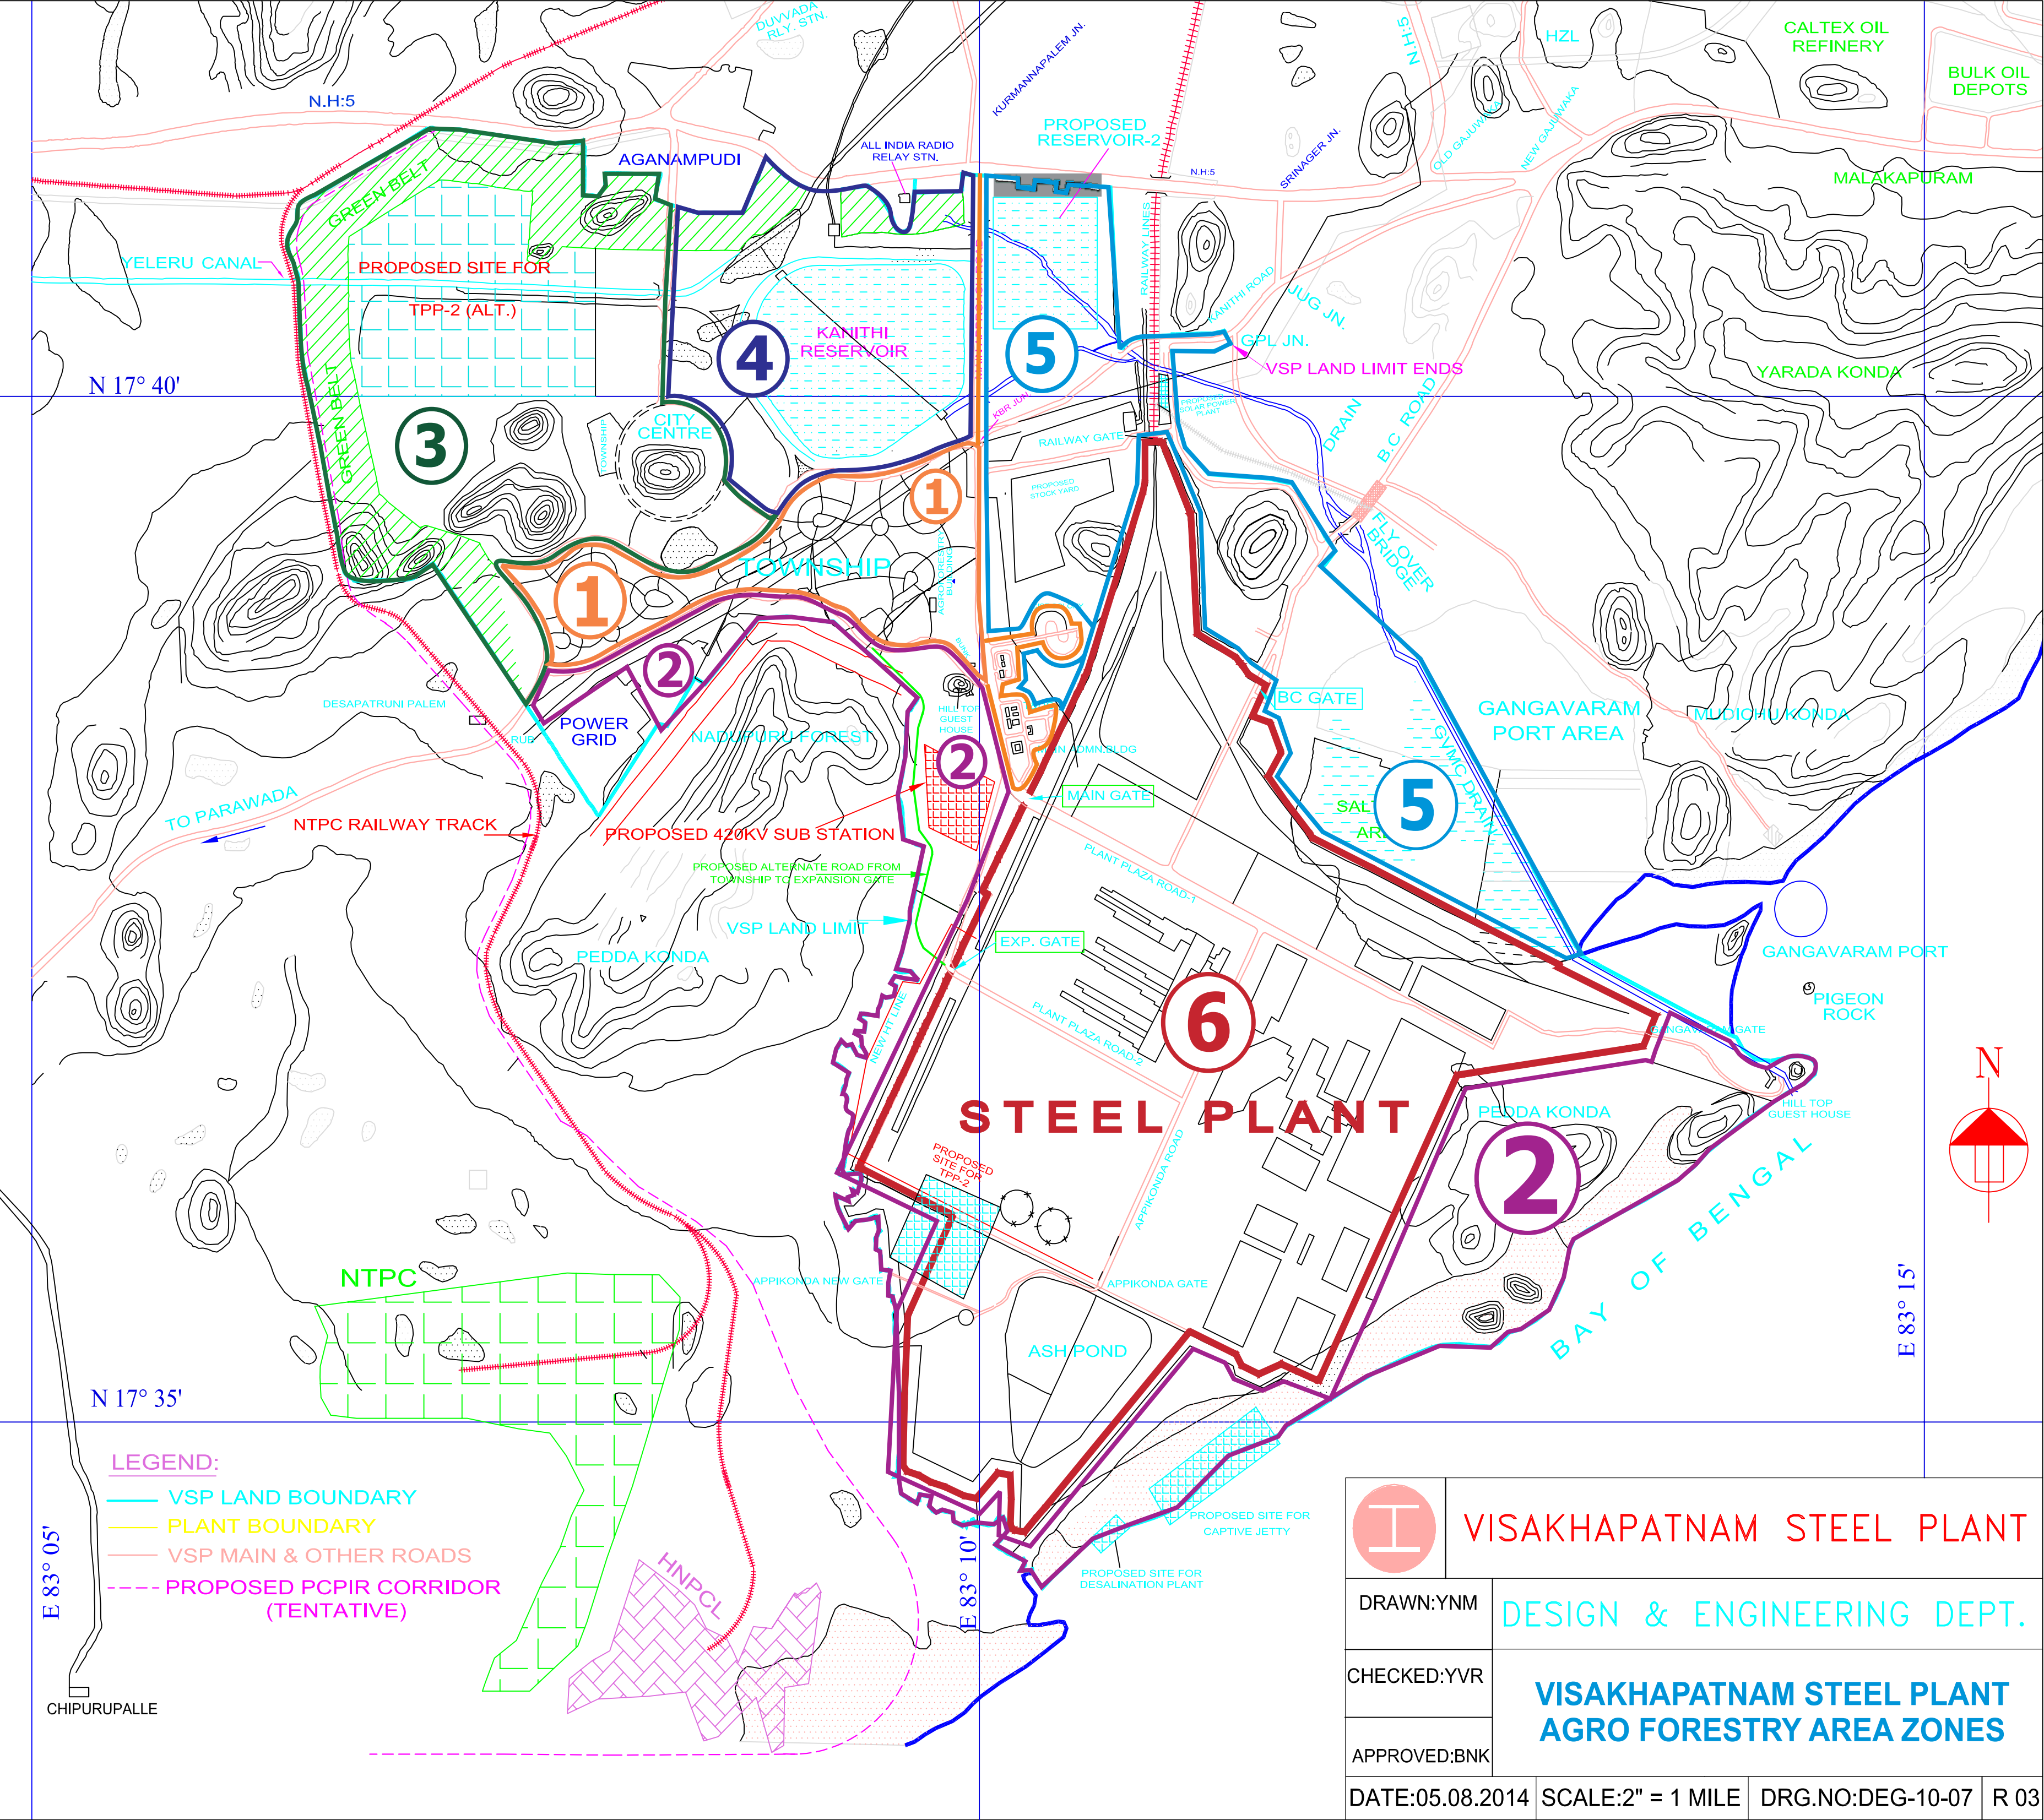 DUVVADA
RLY. STN.
N.H:5
KURMANNAPALEM JN.
N.H:5
HZL
CALTEX OIL
REFINERY
BULK OIL
DEPOTS
AGANAMPUDI
ALL INDIA RADIO
RELAY STN.
PROPOSED
RESERVOIR-2
N.H:5
SRINAGER JN.
OLD GAJUWAKA
NEW GAJUWAKA
MALAKAPURAM
GREEN BELT
YELERU CANAL
PROPOSED SITE FOR
TPP-2 (ALT.)
RAILWAY LINES
KANITHI ROAD
JUG JN.
GPL JN.
VSP LAND LIMIT ENDS
YARADA KONDA
KANITHI
RESERVOIR
4
5
N 17° 40'
GREEN BELT
3
TOWNSHIP
CITY
CENTRE
KBR JUN.
RAILWAY GATE
PROPOSED
SOLAR POWER
PLANT
DRAIN
B.C ROAD
PROPOSED
STOCK YARD
1
FLY OVER
BRIDGE
TOWNSHIP
AGROFORESTRY
BUILDING
1
2
DESAPATRUNI PALEM
RUB
POWER
GRID
NADUPURU FOREST
HILL TOP
GUEST
HOUSE
BC GATE
GANGAVARAM
PORT AREA
MUDICHU KONDA
GVMC DRAIN
2
MAIN GATE
5
TO PARAWADA
NTPC RAILWAY TRACK
PROPOSED 420KV SUB STATION
PROPOSED ALTERNATE ROAD FROM
TOWNSHIP TO EXPANSION GATE
PLANT PLAZA ROAD-1
VSP LAND LIMIT
EXP. GATE
PEDDA KONDA
GANGAVARAM PORT
PIGEON
ROCK
NEW HT LINE
PLANT PLAZA ROAD-2
6
GANGAVARAM GATE
N
STEEL PLANT
PEDDA KONDA
HILL TOP
GUEST HOUSE
2
PROPOSED
SITE FOR
TPP-2
APPIKONDA ROAD
BAY OF BENGAL
NTPC
APPIKONDA NEW GATE
APPIKONDA GATE
E 83° 15'
ASH POND
N 17° 35'
LEGEND:
VSP LAND BOUNDARY
PLANT BOUNDARY
VSP MAIN & OTHER ROADS
PROPOSED PCPIR CORRIDOR
(TENTATIVE)
E 83° 05'
HNPCL
E 83° 10'
PROPOSED SITE FOR
CAPTIVE JETTY
PROPOSED SITE FOR
DESALINATION PLANT
CHIPURUPALLE
VISAKHAPATNAM STEEL PLANT
DRAWN:YNM
DESIGN & ENGINEERING DEPT.
CHECKED:YVR
VISAKHAPATNAM STEEL PLANT
AGRO FORESTRY AREA ZONES
APPROVED:BNK
DATE:05.08.2014
SCALE:2" = 1 MILE
DRG.NO:DEG-10-07
R 03